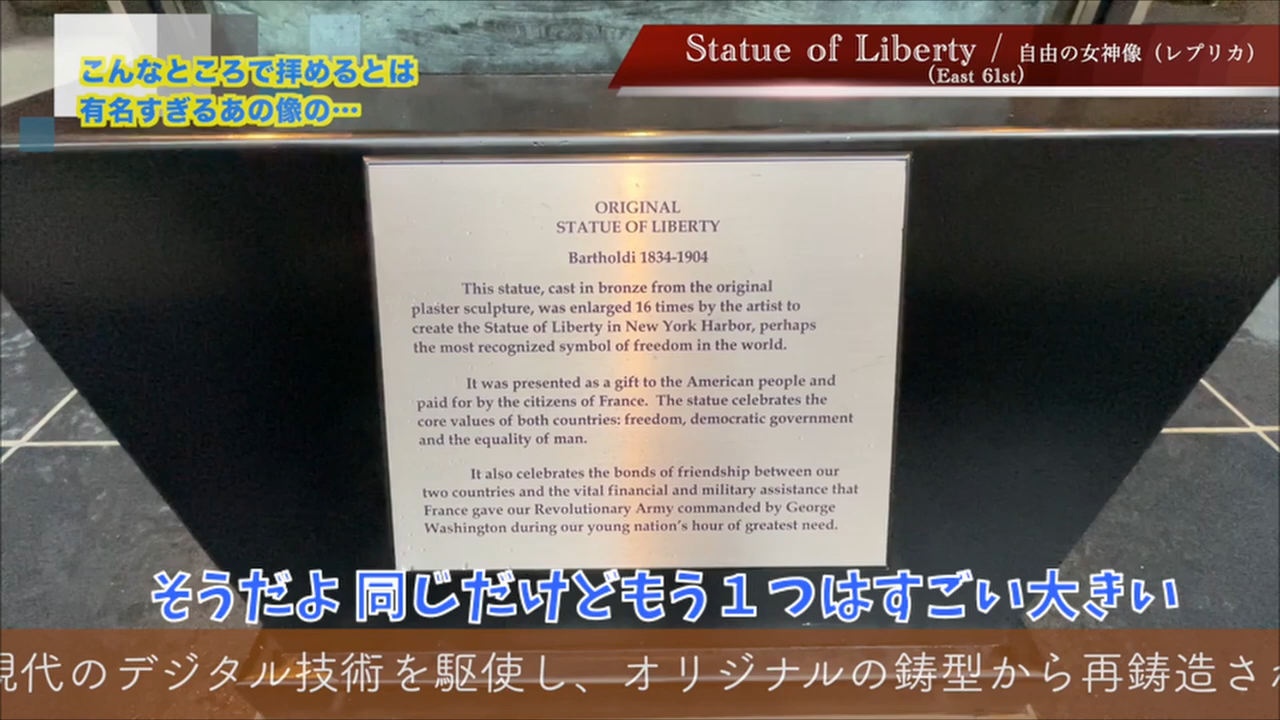 こんなところで拝めるとは
有名すぎるあの像の…
Statue of Liberty / 自由の女神像（レプリカ）
(East 61st)
ORIGINAL
STATUE OF LIBERTY
Bartholdi 1834-1904
This statue, cast in bronze from the original
plaster sculpture, was enlarged 16 times by the artist to
create the Statue of Liberty in New York Harbor, perhaps
the most recognized symbol of freedom in the world.
It was presented as a gift to the American people and
paid for by the citizens of France. The statue celebrates the
core values of both countries: freedom, democratic government
and the equality of man.
It also celebrates the bonds of friendship between our
two countries and the vital financial and military assistance that
France gave our Revolutionary Army commanded by George
Washington during our young nation's hour of greatest need.
そうだよ 同じだけどもう１つはすごい大きい
現代のデジタル技術を駆使し、オリジナルの鋳型から再鋳造さ